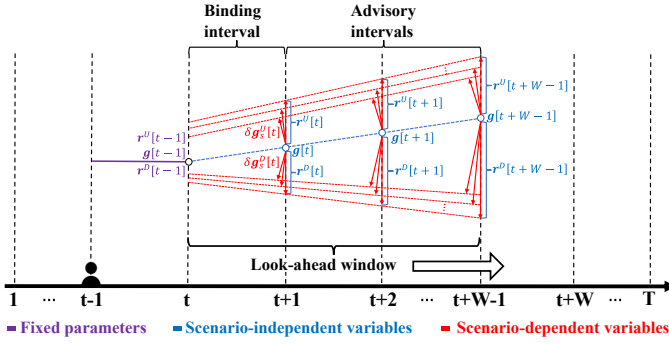 Binding
interval
Advisory
intervals
r^U[t−1]
g[t−1]
r^D[t−1]
δg_s^U[t]
δg_s^D[t]
r^U[t]
g[t]
r^D[t]
r^U[t+1]
g[t+1]
r^D[t+1]
...
r^U[t+W−1]
g[t+W−1]
r^D[t+W−1]
...
Look-ahead window
1 ... t-1 t t+1 t+2 ... t+W-1 t+W ... T
Fixed parameters Scenario-independent variables Scenario-dependent variables